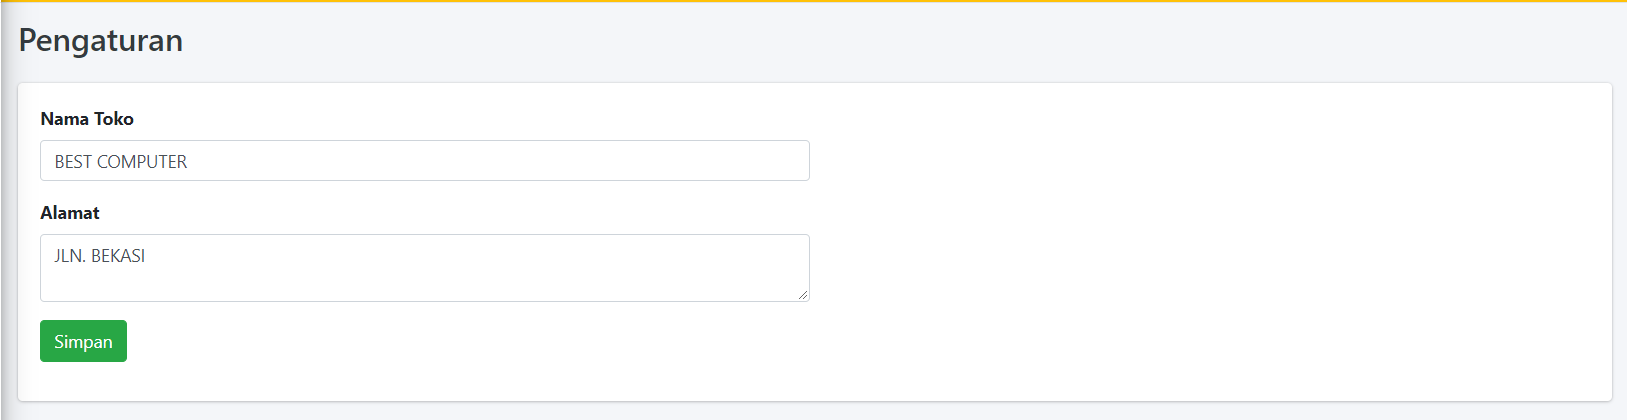 Pengaturan
Nama Toko
BEST COMPUTER
Alamat
JLN. BEKASI
Simpan